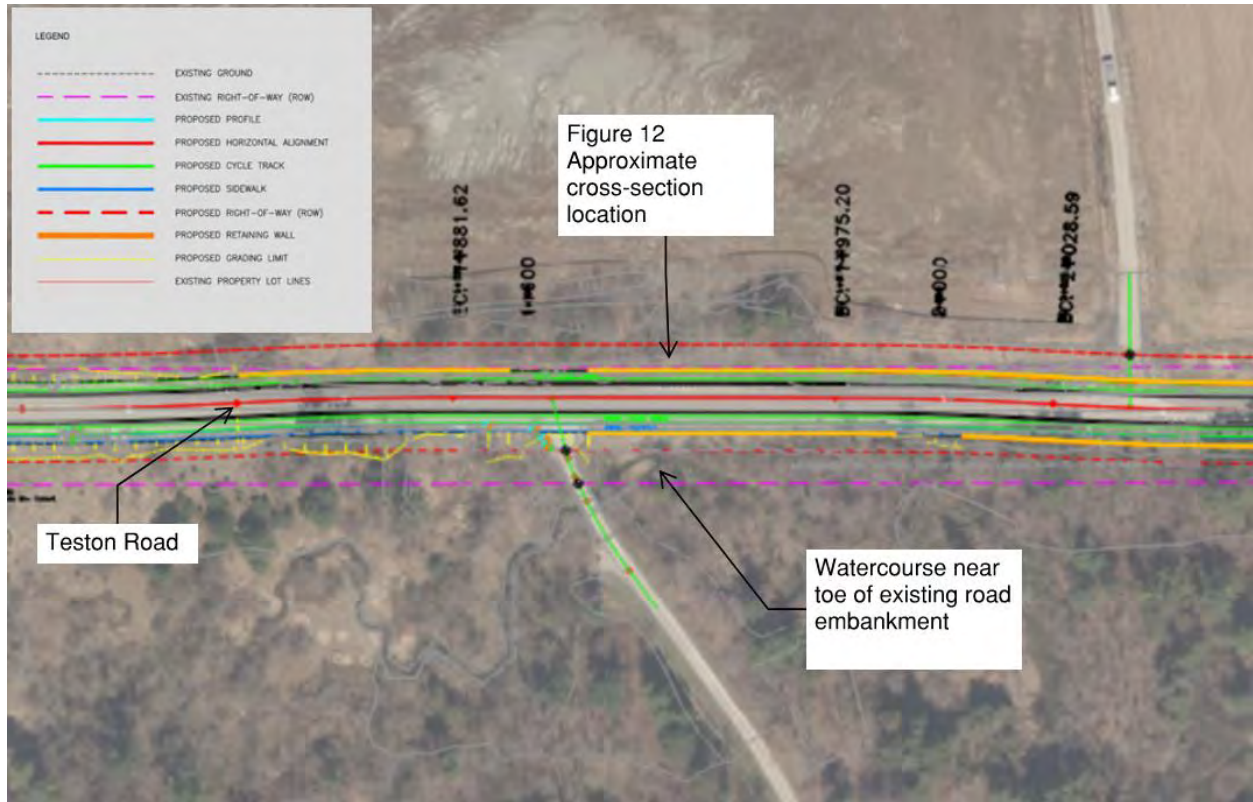 LEGEND
EXISTING GROUND
EXISTING RIGHT-OF-WAY (ROW)
PROPOSED PROFILE
PROPOSED HORIZONTAL ALIGNMENT
PROPOSED CYCLE TRACK
PROPOSED SIDEWALK
PROPOSED RIGHT-OF-WAY (ROW)
PROPOSED RETAINING WALL
PROPOSED GRADING LIMIT
EXISTING PROPERTY LOT LINES
Figure 12
Approximate
cross-section
location
Teston Road
Watercourse near
toe of existing road
embankment